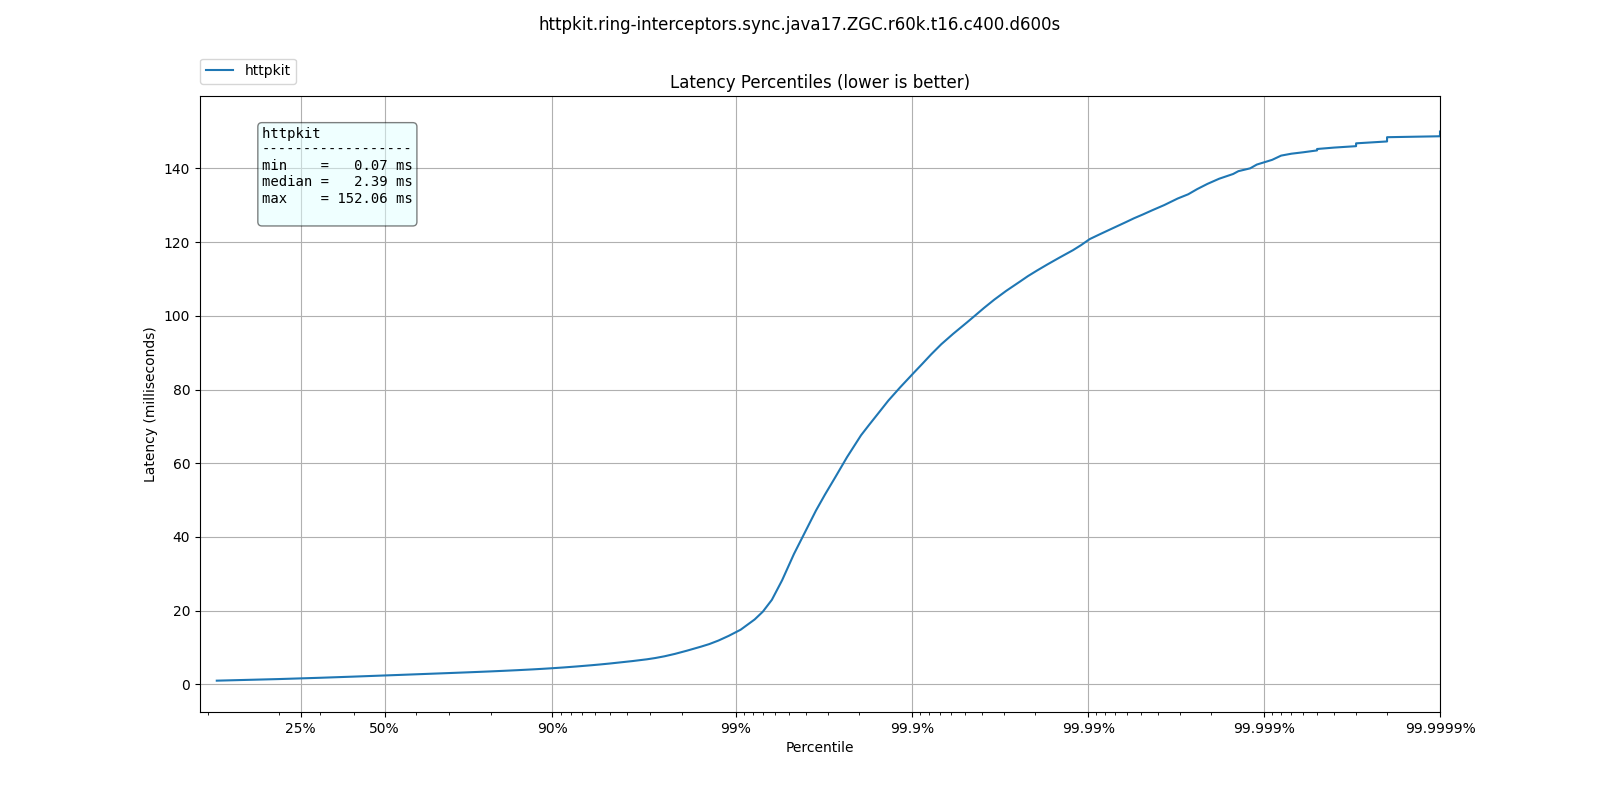 httpkit.ring-interceptors.sync.java17.ZGC.r60k.t16.c400.d600s
httpkit
Latency Percentiles (lower is better)
httpkit
------------------
min    =   0.07 ms
median =   2.39 ms
max    = 152.06 ms
140
120
100
80
60
40
20
0
Latency (milliseconds)
25% 50% 90% 99% 99.9% 99.99% 99.999% 99.9999%
Percentile